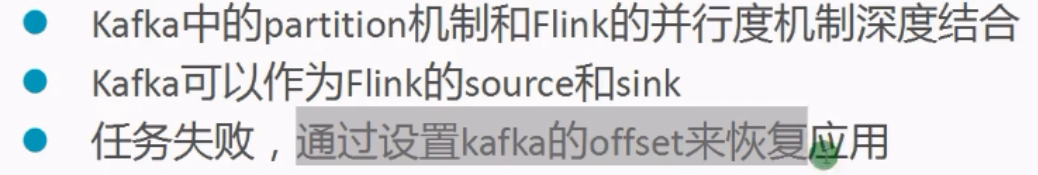 Kafka中的partition机制和Flink的并行度机制深度结合
Kafka可以作为Flink的source和sink
任务失败，通过设置kafka的offset来恢复应用